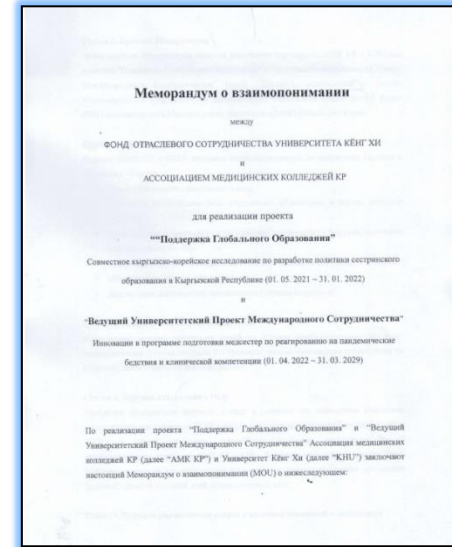 Меморандум о взаимопонимании
между
ФОНД ОТРАСЛЕВОГО СОТРУДНИЧЕСТВА УНИВЕРСИТЕТА КЁНГ ХИ
и
АССОЦИАЦИЕМ МЕДИЦИНСКИХ КОЛЛЕДЖЕЙ КР
для реализации проекта
““Поддержка Глобального Образования”
Совместное кыргызско-корейское исследование по разработке политики сестринского
образования в Кыргызской Республике (01. 05. 2021 – 31. 01. 2022)
и
“Ведущий Университетский Проект Международного Сотрудничества”
Инновации в программе подготовки медсестер по реагированию на пандемические
бедствия и клинической компетенции (01. 04. 2022 – 31. 03. 2029)
По реализации проекта “Поддержка Глобального Образования” и “Ведущий
Университетский Проект Международного Сотрудничества” Ассоциация медицинских
колледжей КР (далее “АМК КР”) и Университет Кёнг Хи (далее “KHU”) заключают
настоящий Меморандум о взаимопонимании (MOU) о нижеследующем: